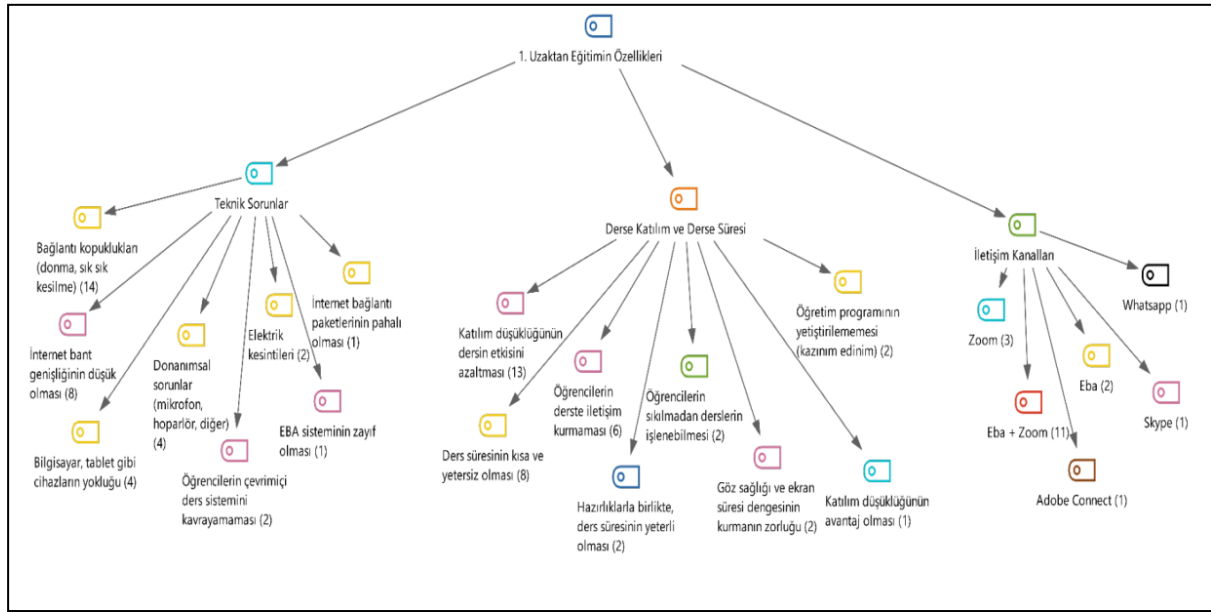 1. Uzaktan Eğitimin Özellikleri
Teknik Sorunlar
Bağlantı kopuklukları
(donma, sık sık
kesilme) (14)
İnternet bant
genişliğinin düşük
olması (8)
Bilgisayar, tablet gibi
cihazların yokluğu (4)
Donanımsal
sorunlar
(mikrofon,
hoparlör, diğer)
(4)
Öğrencilerin çevrimiçi
ders sistemini
kavrayamaması (2)
Elektrik
kesintileri (2)
EBA sisteminin zayıf
olması (1)
İnternet bağlantı
paketlerinin pahalı
olması (1)
Derse Katılım ve Derse Süresi
Katılım düşüklüğünün
dersin etkisini
azaltması (13)
Ders süresinin kısa ve
yetersiz olması (8)
Öğrencilerin
derste iletişim
kurmaması (6)
Hazırlıklarla birlikte,
ders süresinin yeterli
olması (2)
Öğrencilerin
sıkılmadan derslerin
işlenebilmesi (2)
Göz sağlığı ve ekran
süresi dengesinin
kurmanın zorluğu (2)
Katılım düşüklüğünün
avantaj olması (1)
Öğretim programının
yetiştirilememesi
(kazınım edinim) (2)
İletişim Kanalları
Zoom (3)
Eba + Zoom (11)
Adobe Connect (1)
Eba (2)
Skype (1)
Whatsapp (1)